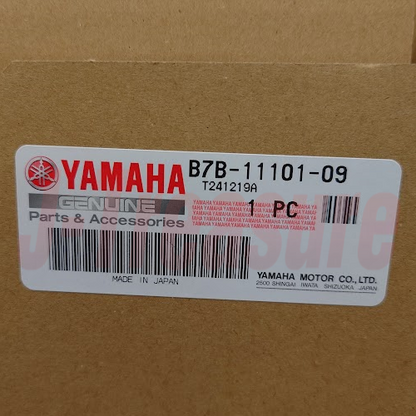 YAMAHA B7B-11101-09
T241219A
GENUINE
Parts & Accessories
1 PC
MADE IN JAPAN
YAMAHA MOTOR CO., LTD.
2500 SHINGAI IWATA SHIZUOKA, JAPAN